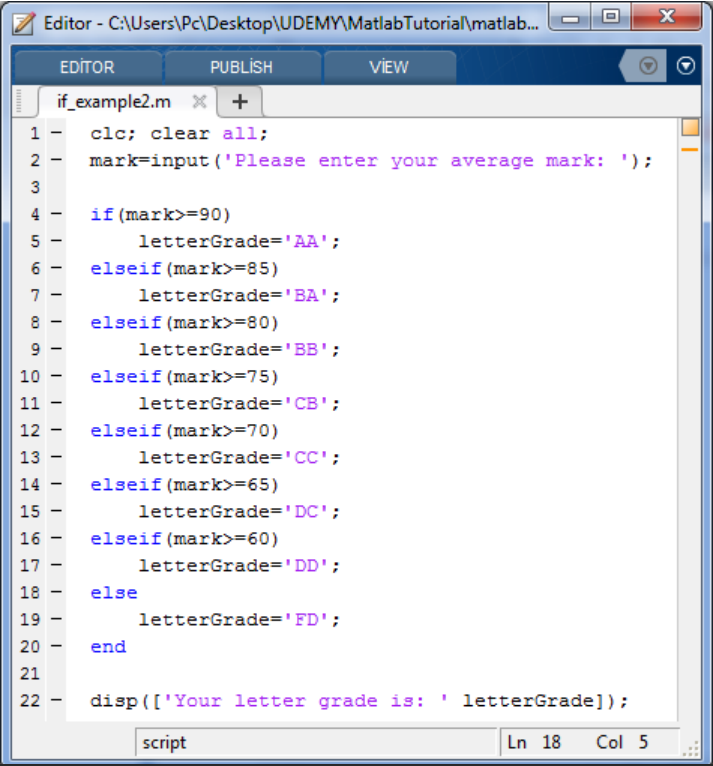 Editor - C:\Users\Pc\Desktop\UDEMY\MatlabTutorial\matlab...
EDİTOR PUBLİSH VİEW
if_example2.m
1 - clc; clear all;
2 - mark=input('Please enter your average mark: ');
3
4 - if(mark>=90)
5 -     letterGrade='AA';
6 - elseif(mark>=85)
7 -     letterGrade='BA';
8 - elseif(mark>=80)
9 -     letterGrade='BB';
10 - elseif(mark>=75)
11 -     letterGrade='CB';
12 - elseif(mark>=70)
13 -     letterGrade='CC';
14 - elseif(mark>=65)
15 -     letterGrade='DC';
16 - elseif(mark>=60)
17 -     letterGrade='DD';
18 - else
19 -     letterGrade='FD';
20 - end
21
22 - disp(['Your letter grade is: ' letterGrade]);
script Ln 18 Col 5